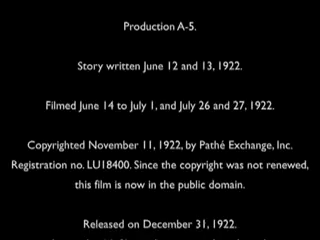 Production A-5.
Story written June 12 and 13, 1922.
Filmed June 14 to July 1, and July 26 and 27, 1922.
Copyrighted November 11, 1922, by Pathé Exchange, Inc.
Registration no. LU18400. Since the copyright was not renewed,
this film is now in the public domain.
Released on December 31, 1922.